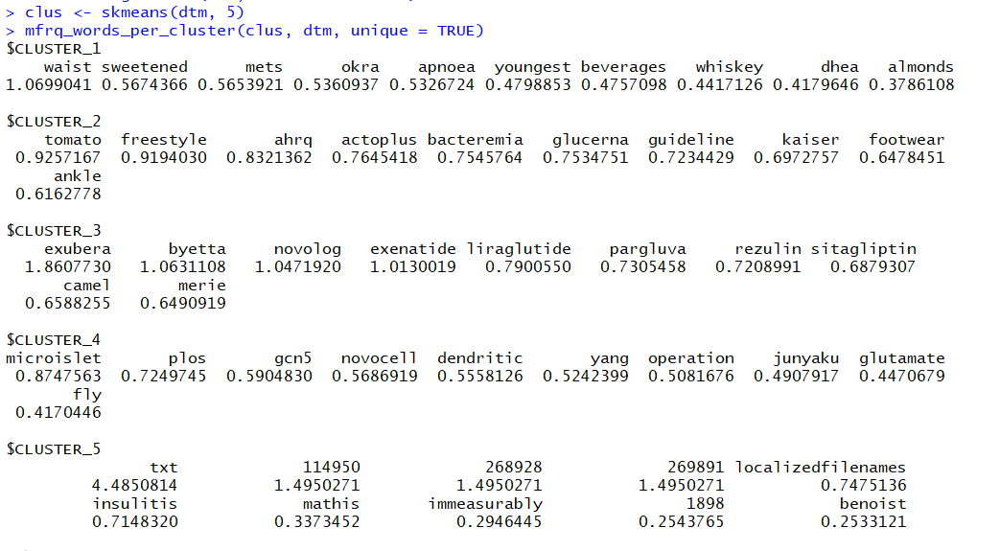 > clus <- skmeans(dtm, 5)
> mfrq_words_per_cluster(clus, dtm, unique = TRUE)
$CLUSTER_1
waist sweetened mets okra apnoea youngest beverages whiskey dhea almonds
1.0699041 0.5674366 0.5653921 0.5360937 0.5326724 0.4798853 0.4757098 0.4417126 0.4179646 0.3786108
$CLUSTER_2
tomato freestyle ahrq actoplus bacteremia glucerna guideline kaiser footwear
0.9257167 0.9194030 0.8321362 0.7645418 0.7545764 0.7534751 0.7234429 0.6972757 0.6478451
ankle
0.6162778
$CLUSTER_3
exubera byetta novolog exenatide liraglutide pargluva rezulin sitagliptin
1.8607730 1.0631108 1.0471920 1.0130019 0.7900550 0.7305458 0.7208991 0.6879307
camel merie
0.6588255 0.6490919
$CLUSTER_4
microislet plos gcn5 novocell dendritic yang operation junyaku glutamate
0.8747563 0.7249745 0.5904830 0.5686919 0.5558126 0.5242399 0.5081676 0.4907917 0.4470679
fly
0.4170446
$CLUSTER_5
txt 114950 268928 269891 localizedfilenames
4.4850814 1.4950271 1.4950271 1.4950271 0.7475136
insulitis mathis immeasurably 1898 benoist
0.7148320 0.3373452 0.2946445 0.2543765 0.2533121